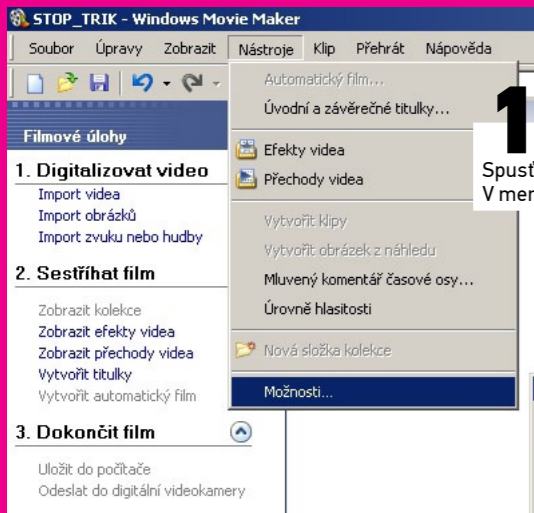 STOP_TRIK - Windows Movie Maker
Soubor Úpravy Zobrazit Nástroje Klip Přehrát Nápověda
Filmové úlohy
1. Digitalizovat video
Import videa
Import obrázků
Import zvuku nebo hudby
2. Sestříhat film
Zobrazit kolekce
Zobrazit efekty videa
Zobrazit přechody videa
Vytvořit titulky
Vytvořit automatický film
3. Dokončit film
Uložit do počítače
Odeslat do digitální videokamery
Automatický film...
Úvodní a závěrečné titulky...
Efekty videa
Přechody videa
Vytvořit klipy
Vytvořit obrázek z náhledu
Mluvený komentář časové osy...
Úrovně hlasitosti
Nová složka kolekce
Možnosti...
1
Spusť
V men